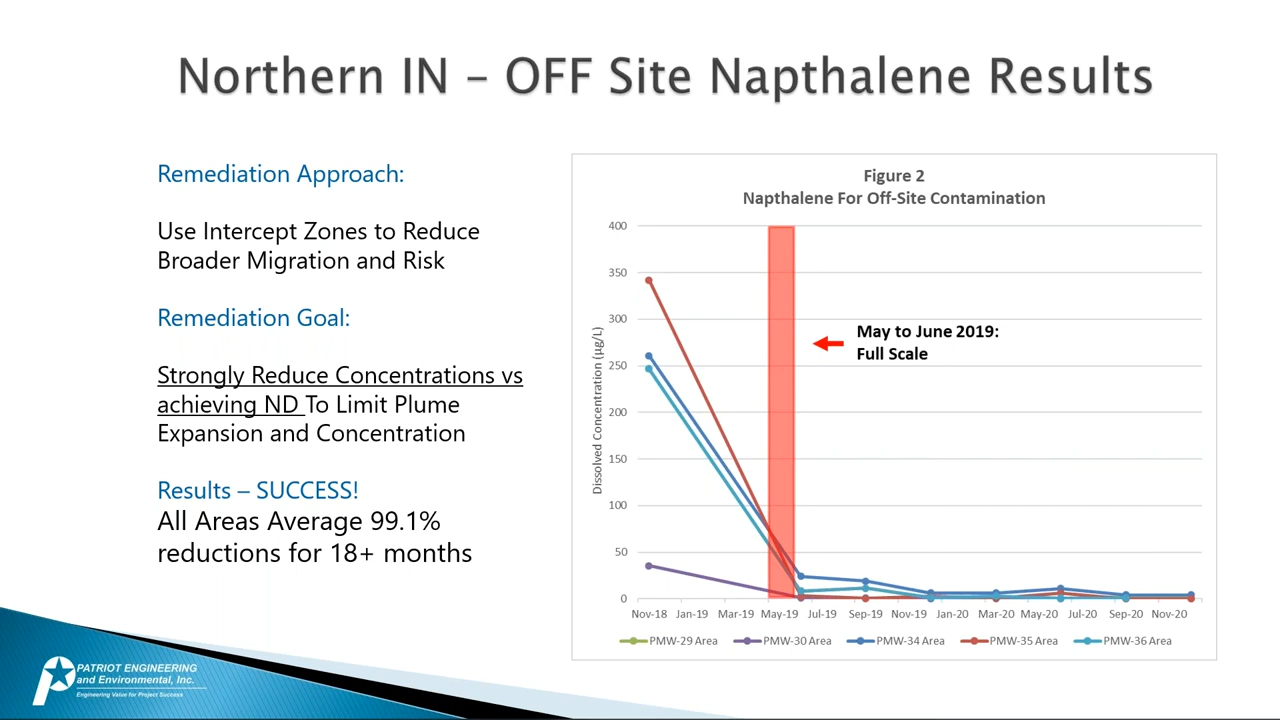 Northern IN – OFF Site Napthalene Results
Remediation Approach:
Use Intercept Zones to Reduce
Broader Migration and Risk
Remediation Goal:
Strongly Reduce Concentrations vs
achieving ND To Limit Plume
Expansion and Concentration
Results – SUCCESS!
All Areas Average 99.1%
reductions for 18+ months
Figure 2
Napthalene For Off-Site Contamination
Dissolved Concentration (µg/L)
400
350
300
250
200
150
100
50
0
May to June 2019:
Full Scale
Nov-18 Jan-19 Mar-19 May-19 Jul-19 Sep-19 Nov-19 Jan-20 Mar-20 May-20 Jul-20 Sep-20 Nov-20
PMW-29 Area PMW-30 Area PMW-34 Area PMW-35 Area PMW-36 Area
PATRIOT ENGINEERING
and Environmental, Inc.
Engineering Value for Project Success